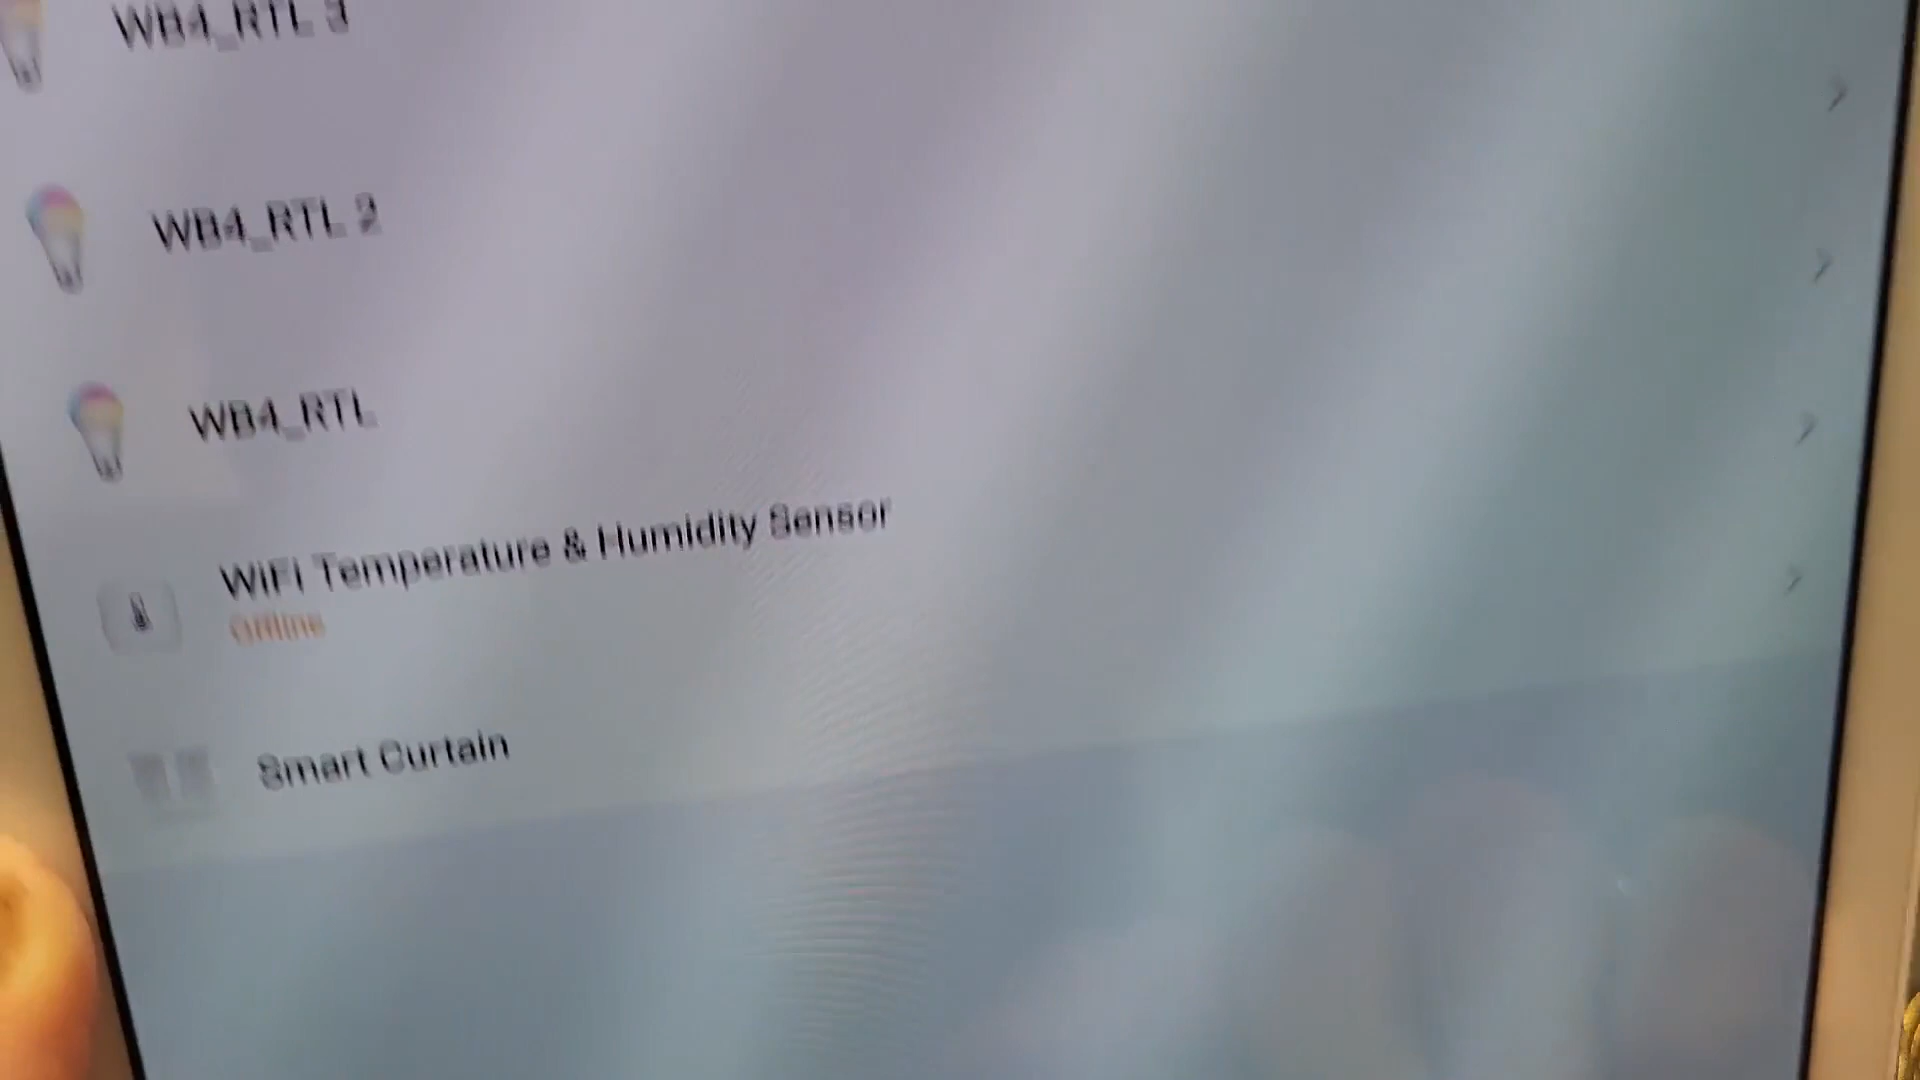 WB4_RTL 3
WB4_RTL 2
WB4_RTL
WiFi Temperature & Humidity Sensor
Offline
Smart Curtain